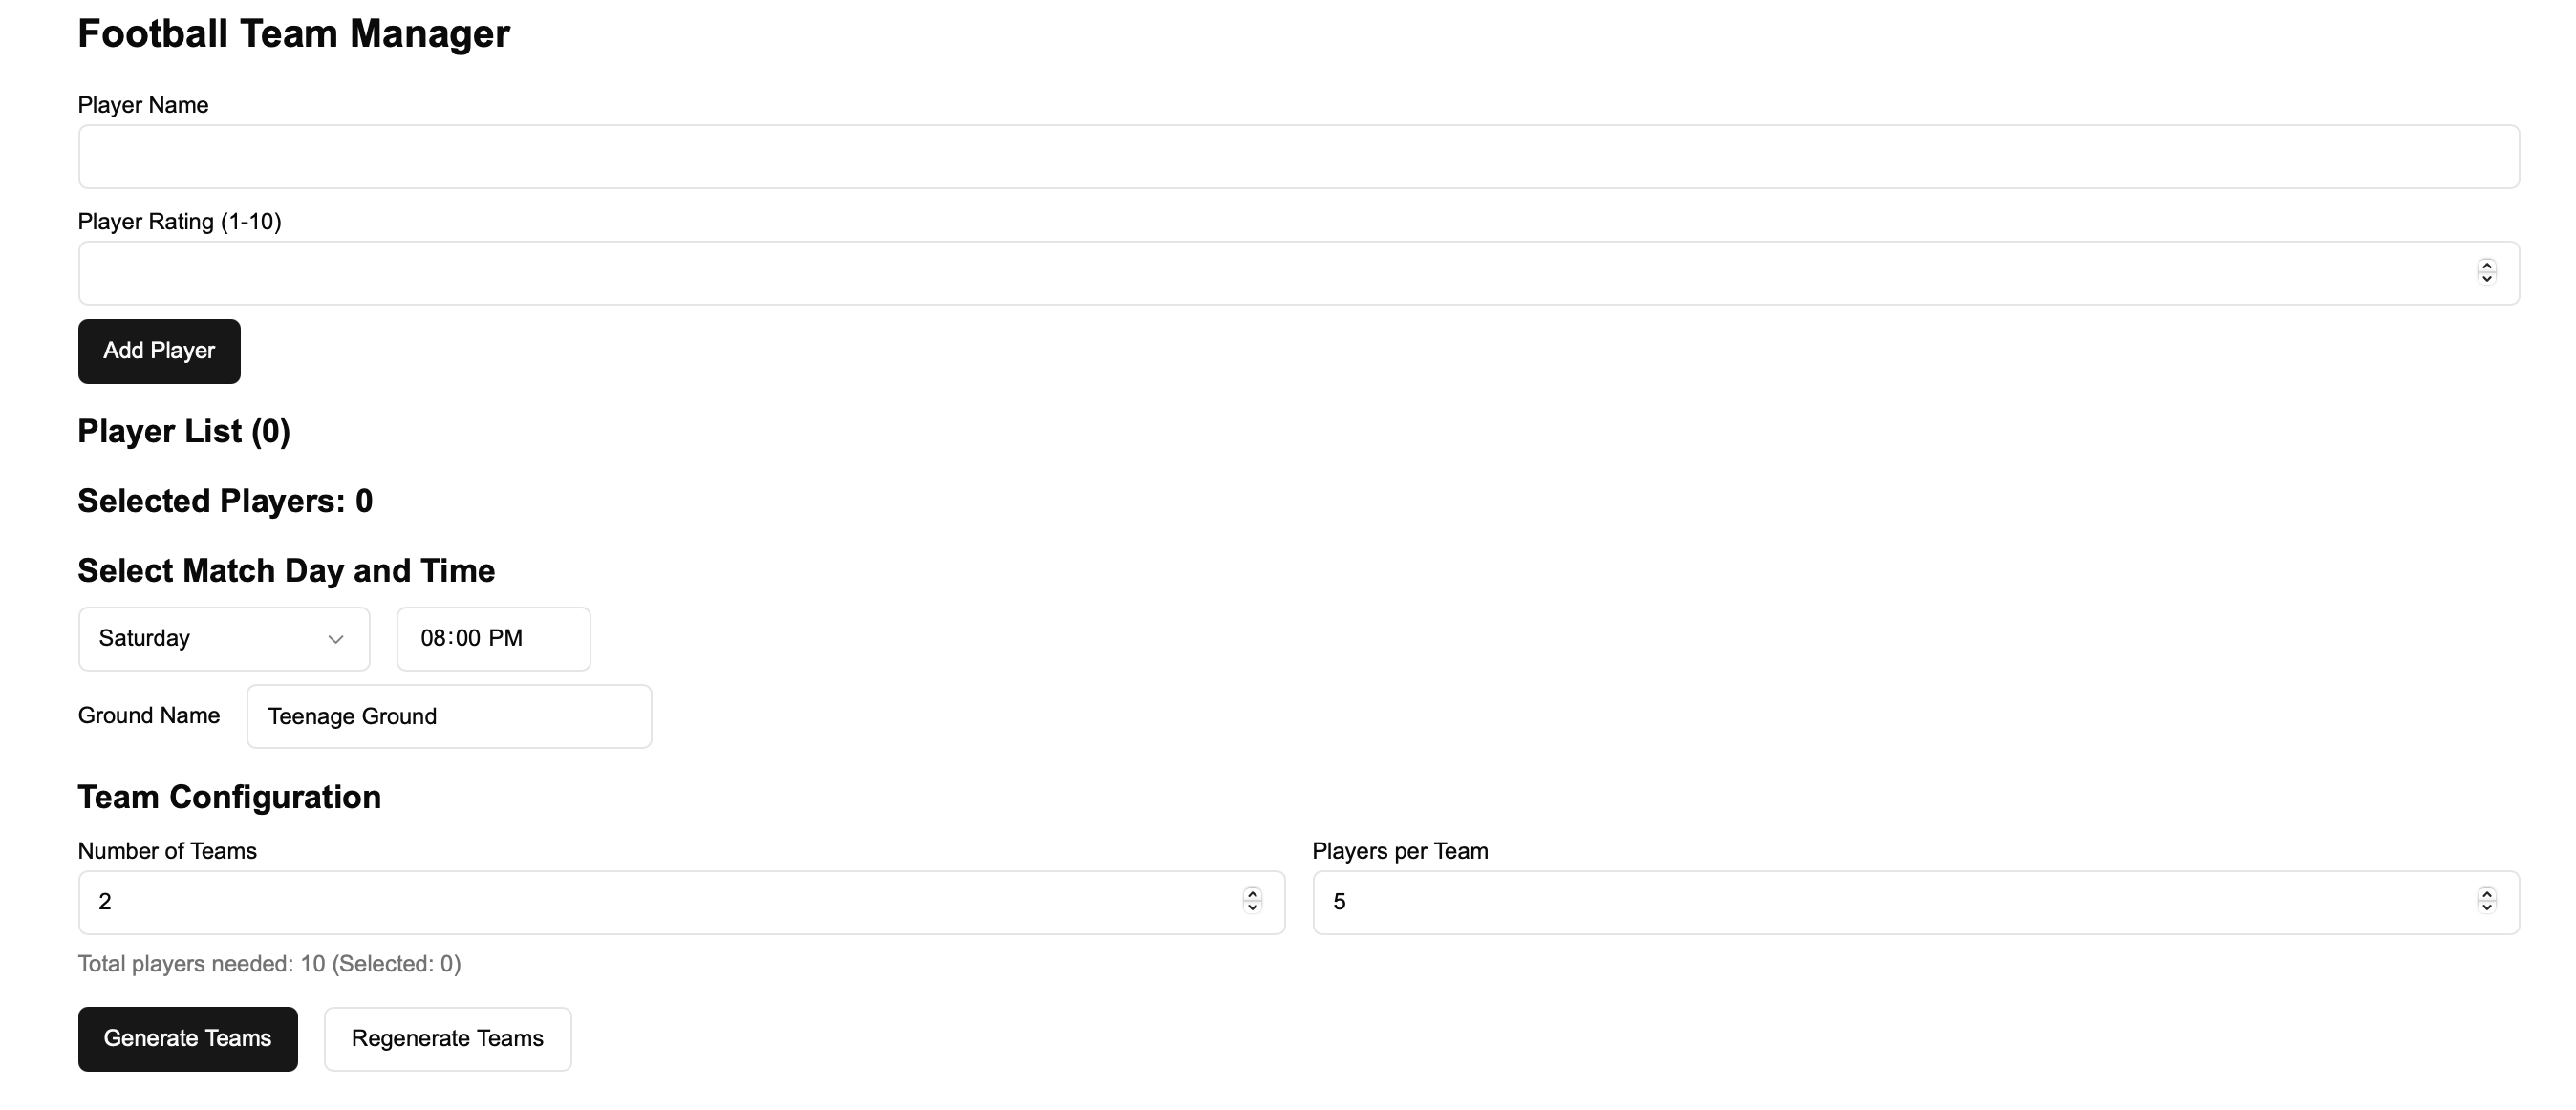 Football Team Manager
Player Name
Player Rating (1-10)
Add Player
Player List (0)
Selected Players: 0
Select Match Day and Time
Saturday 08:00 PM
Ground Name Teenage Ground
Team Configuration
Number of Teams Players per Team
2 5
Total players needed: 10 (Selected: 0)
Generate Teams Regenerate Teams